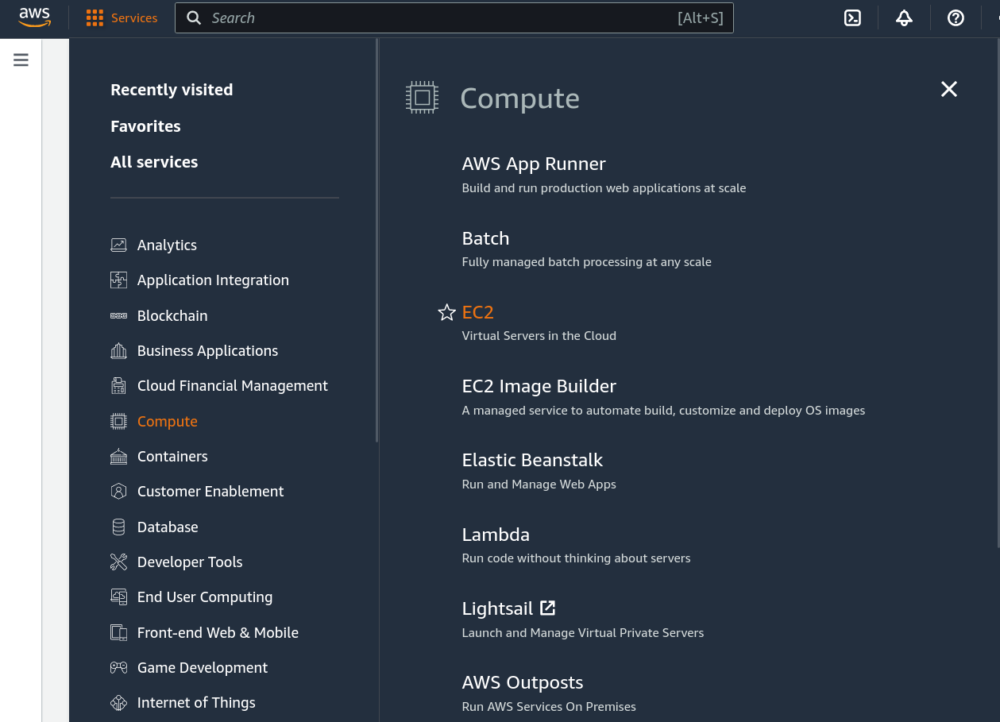 aws
Services
Search
[Alt+S]
Recently visited
Favorites
All services
Analytics
Application Integration
Blockchain
Business Applications
Cloud Financial Management
Compute
Containers
Customer Enablement
Database
Developer Tools
End User Computing
Front-end Web & Mobile
Game Development
Internet of Things
Compute
AWS App Runner
Build and run production web applications at scale
Batch
Fully managed batch processing at any scale
EC2
Virtual Servers in the Cloud
EC2 Image Builder
A managed service to automate build, customize and deploy OS images
Elastic Beanstalk
Run and Manage Web Apps
Lambda
Run code without thinking about servers
Lightsail
Launch and Manage Virtual Private Servers
AWS Outposts
Run AWS Services On Premises